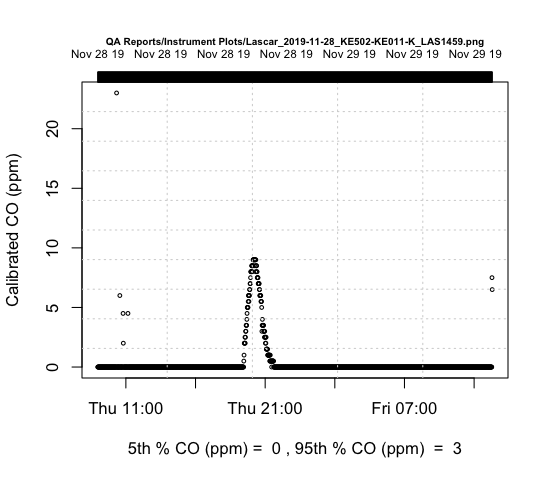 QA Reports/Instrument Plots/Lascar_2019-11-28_KE502-KE011-K_LAS1459.png
Nov 28 19 Nov 28 19 Nov 28 19 Nov 28 19 Nov 29 19 Nov 29 19 Nov 29 19
Calibrated CO (ppm)
20
15
10
5
0
Thu 11:00 Thu 21:00 Fri 07:00
5th % CO (ppm) = 0 , 95th % CO (ppm) = 3